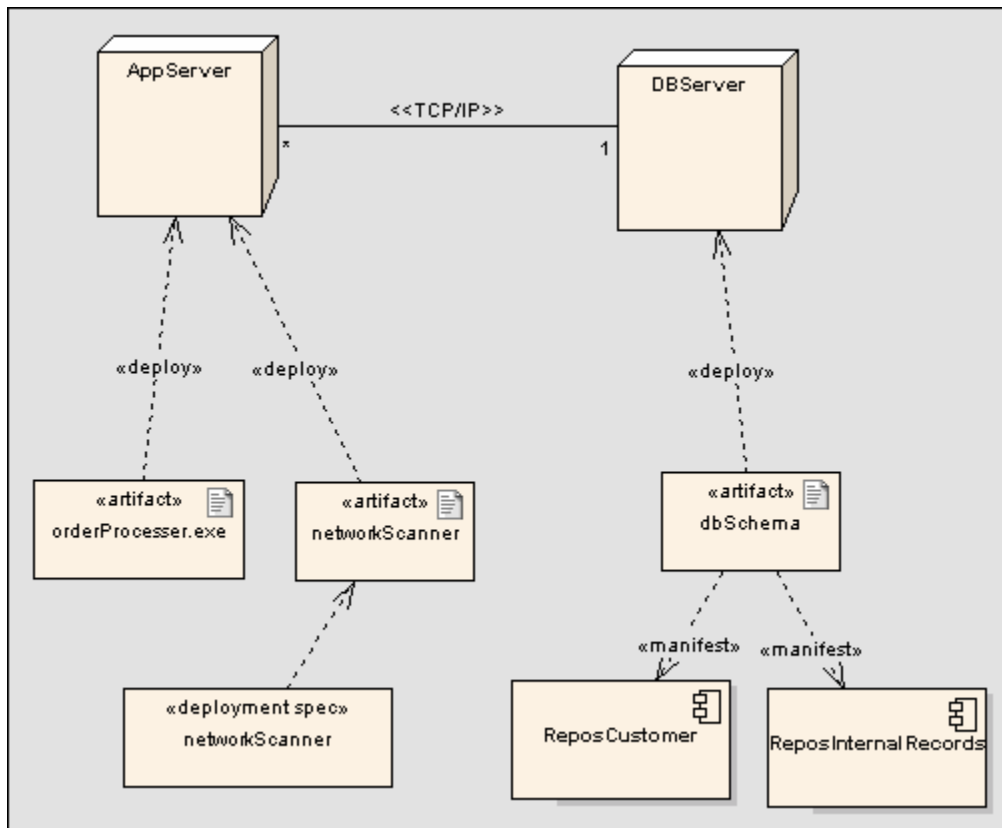 AppServer
DBServer
<<TCP/IP>>
*
1
«deploy»
«deploy»
«deploy»
«artifact»
orderProcesser.exe
«artifact»
networkScanner
«artifact»
dbSchema
«manifest»
«manifest»
«deployment spec»
networkScanner
ReposCustomer
ReposInternalRecords